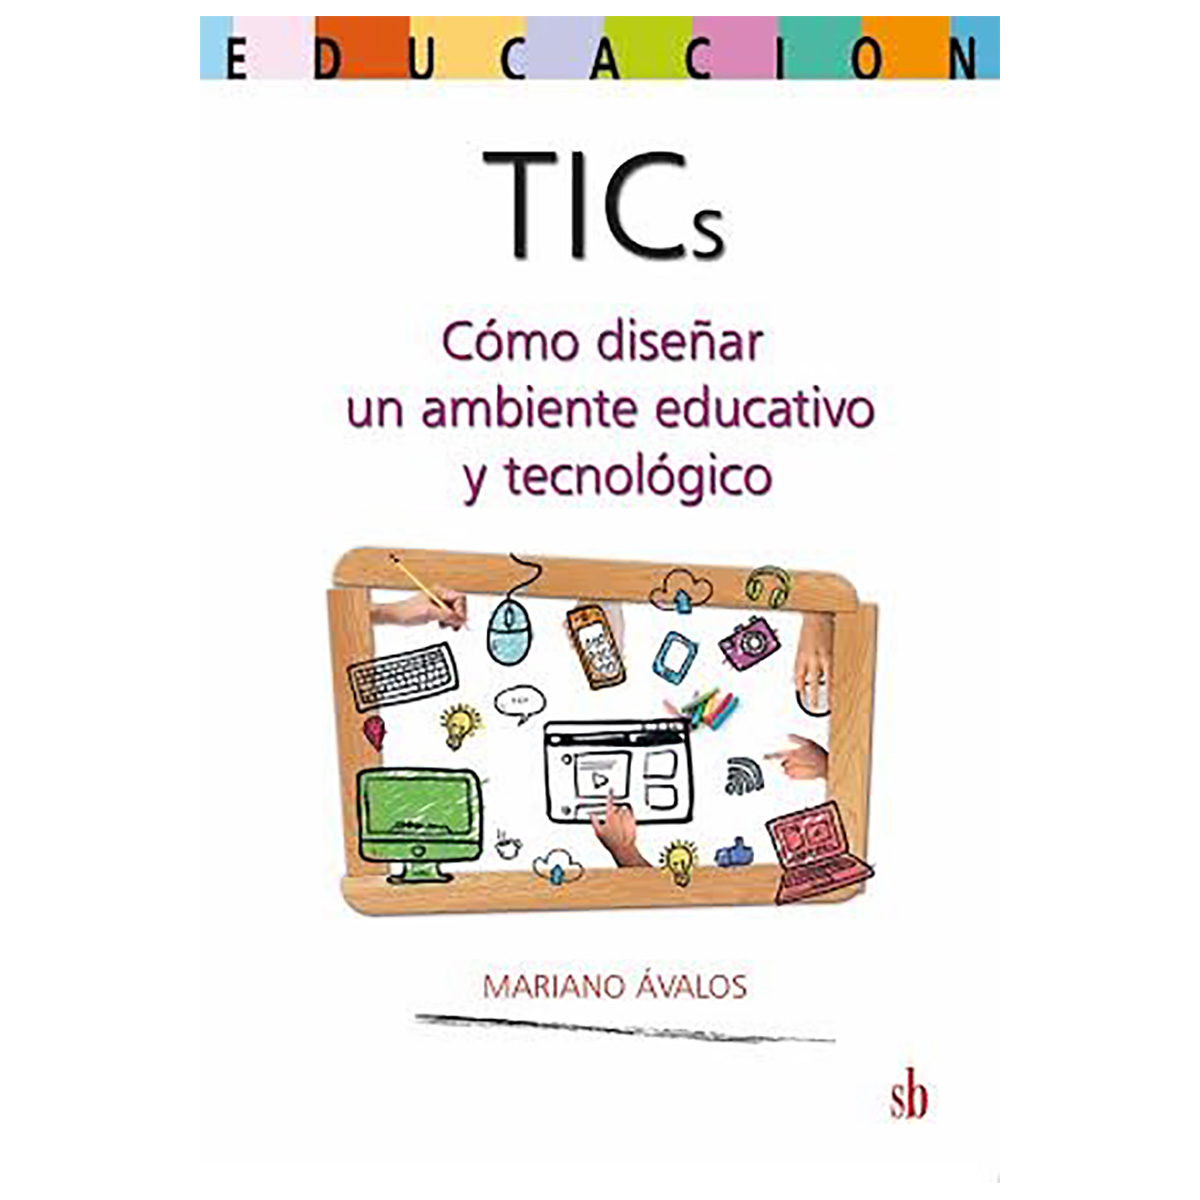 EDUCACION
TICs
Cómo diseñar
un ambiente educativo
y tecnológico
MARIANO ÁVALOS
sb